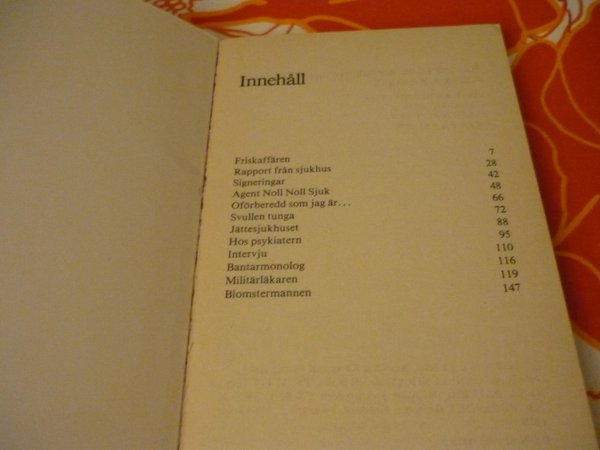 Innehåll
Friskaffären 7
Rapport från sjukhus 28
Signeringar 42
Agent Noll Noll Sjuk 48
Oförberedd som jag är... 66
Svullen tunga 72
Jättesjukhuset 88
Hos psykiatern 95
Intervju 110
Bantarmonolog 116
Militärläkaren 119
Blomstermannen 147